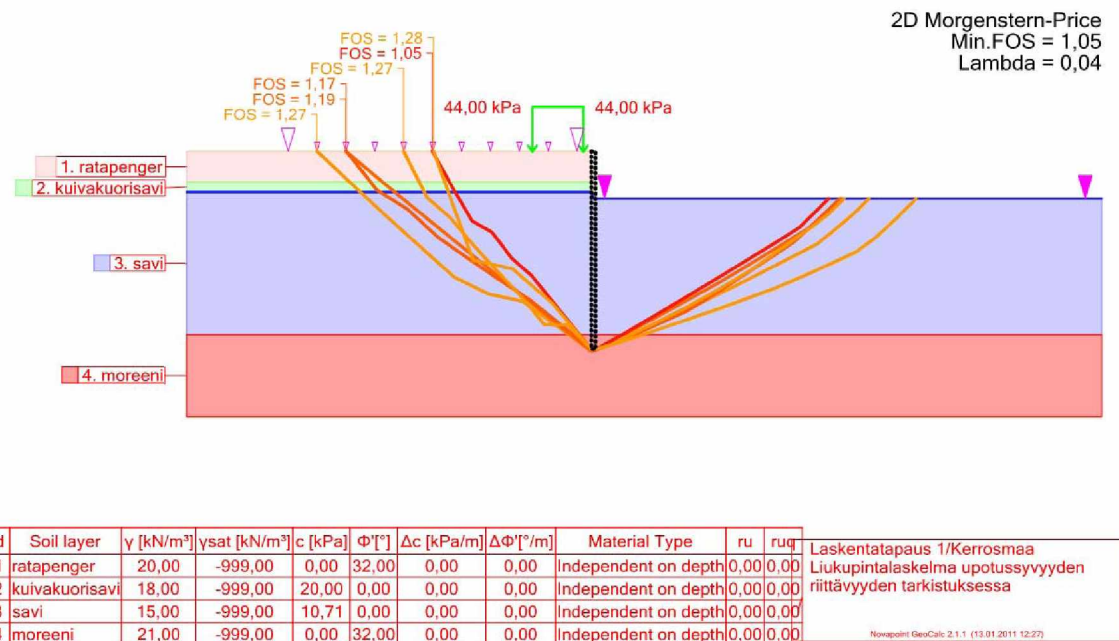 2D Morgenstern-Price
Min.FOS = 1,05
Lambda = 0,04
FOS = 1,28
FOS = 1,05
FOS = 1,27
FOS = 1,17
FOS = 1,19
FOS = 1,27
44,00 kPa 44,00 kPa
1. ratapenger
2. kuivakuorisavi
3. savi
4. moreeni
d Soil layer γ [kN/m³] γsat [kN/m³] c [kPa] Φ'[°] Δc [kPa/m] ΔΦ'[°/m] Material Type ru ruq
ratapenger 20,00 -999,00 0,00 32,00 0,00 0,00 Independent on depth 0,00 0,00
kuivakuorisavi 18,00 -999,00 20,00 0,00 0,00 0,00 Independent on depth 0,00 0,00
savi 15,00 -999,00 10,71 0,00 0,00 0,00 Independent on depth 0,00 0,00
moreeni 21,00 -999,00 0,00 32,00 0,00 0,00 Independent on depth 0,00 0,00
Laskentatapaus 1/Kerrosmaa
Liukupintalaskelma upotussyvyyden
riittävyyden tarkistuksessa
Novapoint GeoCalc 2.1.1 (13.01.2011 12:27)